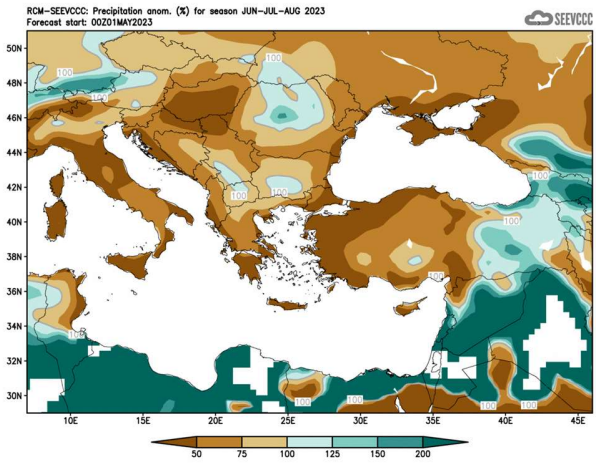 RCM-SEEVCCC: Precipitation anom. (%) for season JUN-JUL-AUG 2023
Forecast start: 00Z01MAY2023
SEEVCCC
50N
48N
46N
44N
42N
40N
38N
36N
34N
32N
30N
100
100
100
100
100
100
100
100
100
100
100
100
100
10E
15E
20E
25E
30E
35E
40E
45E
50
75
100
125
150
200